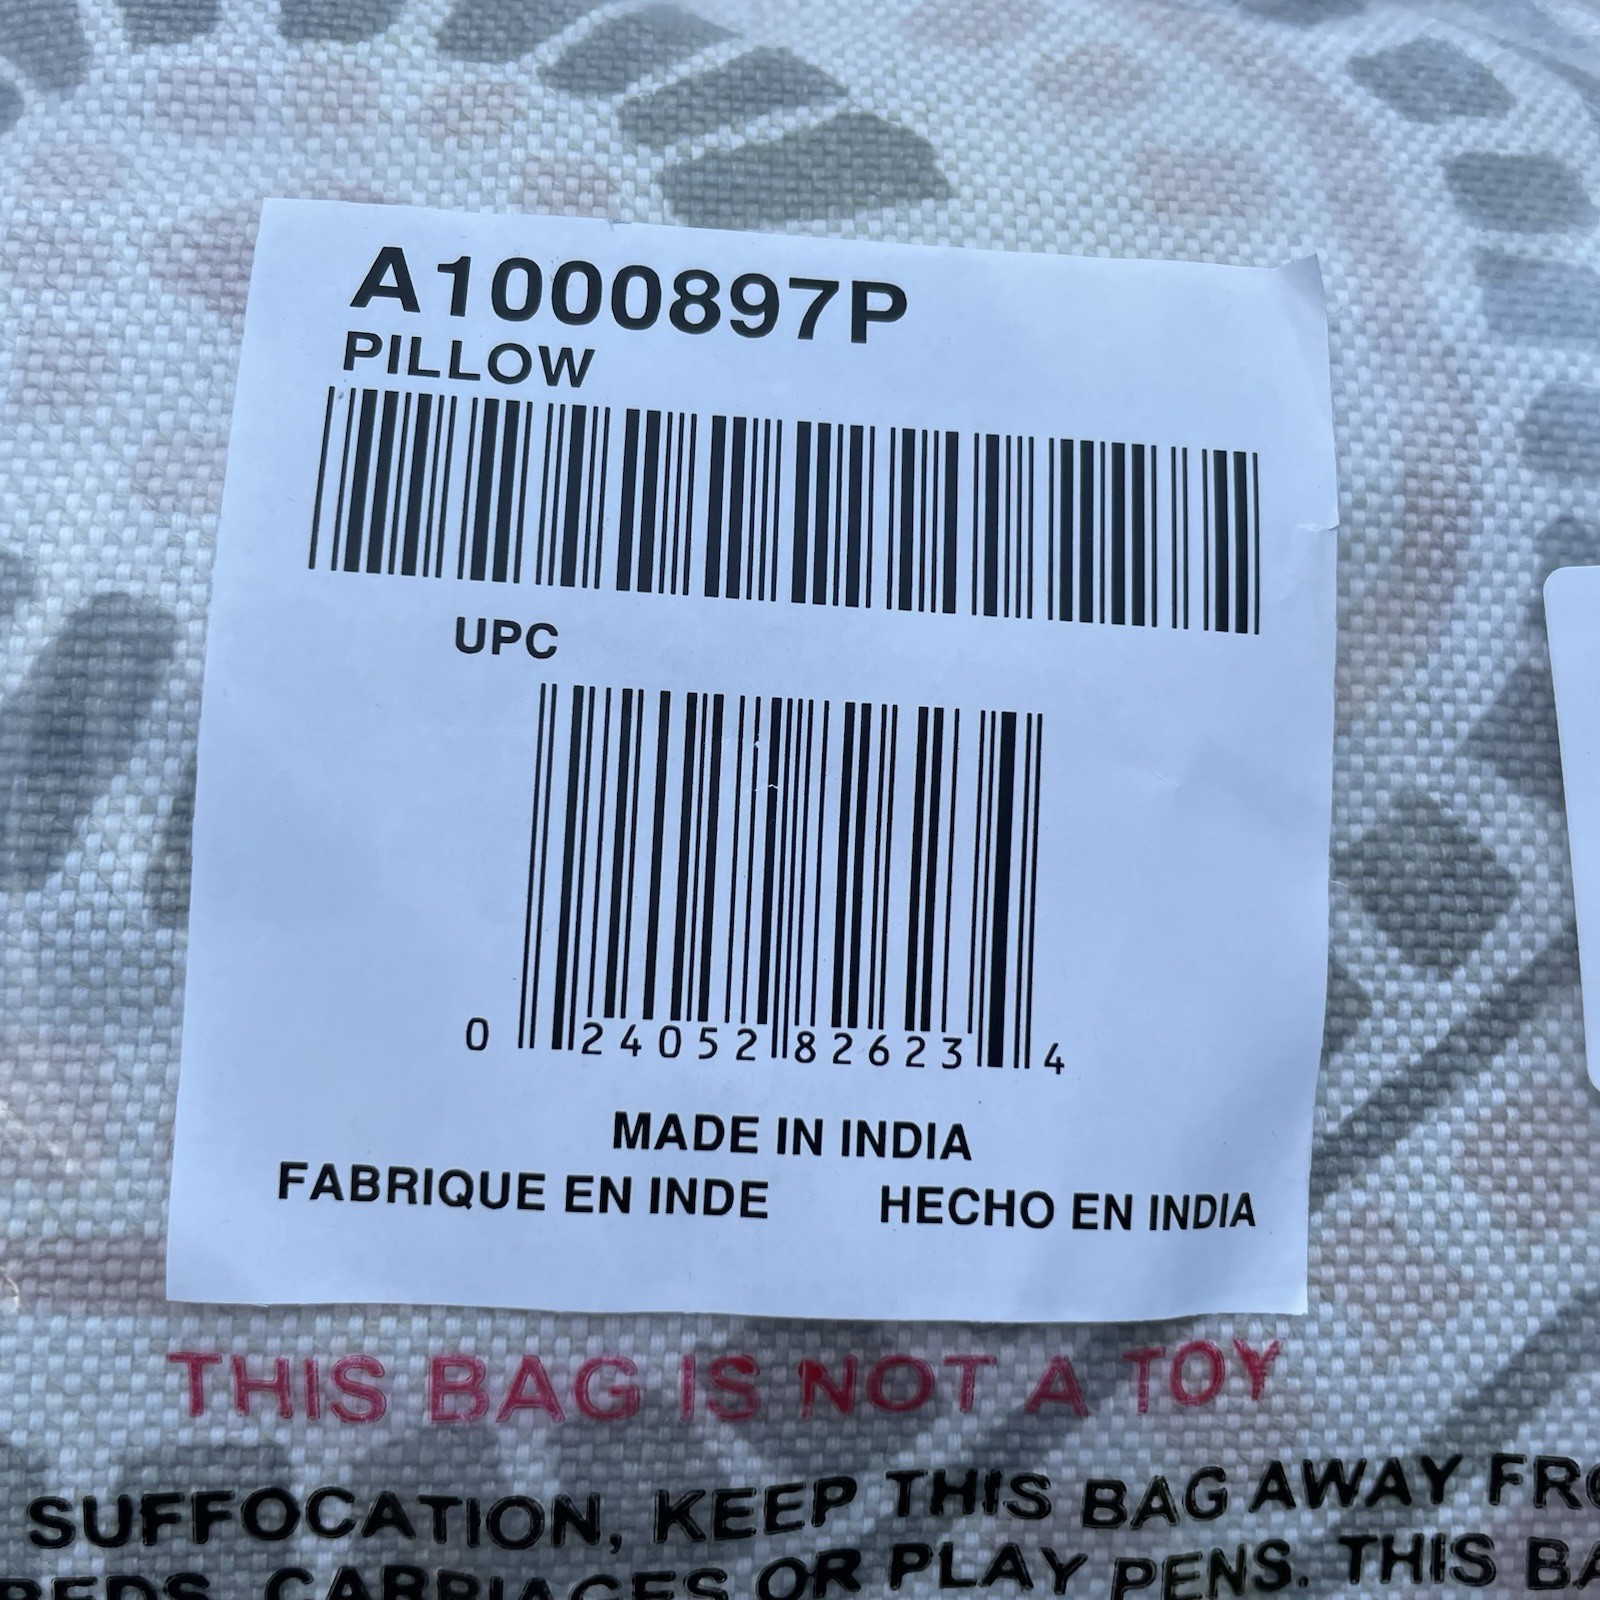 A1000897P
PILLOW
UPC
0 24052 82623 4
MADE IN INDIA
FABRIQUE EN INDE HECHO EN INDIA
THIS BAG IS NOT A TOY
SUFFOCATION, KEEP THIS BAG AWAY
CARRIAGES OR PLAY PENS. THIS